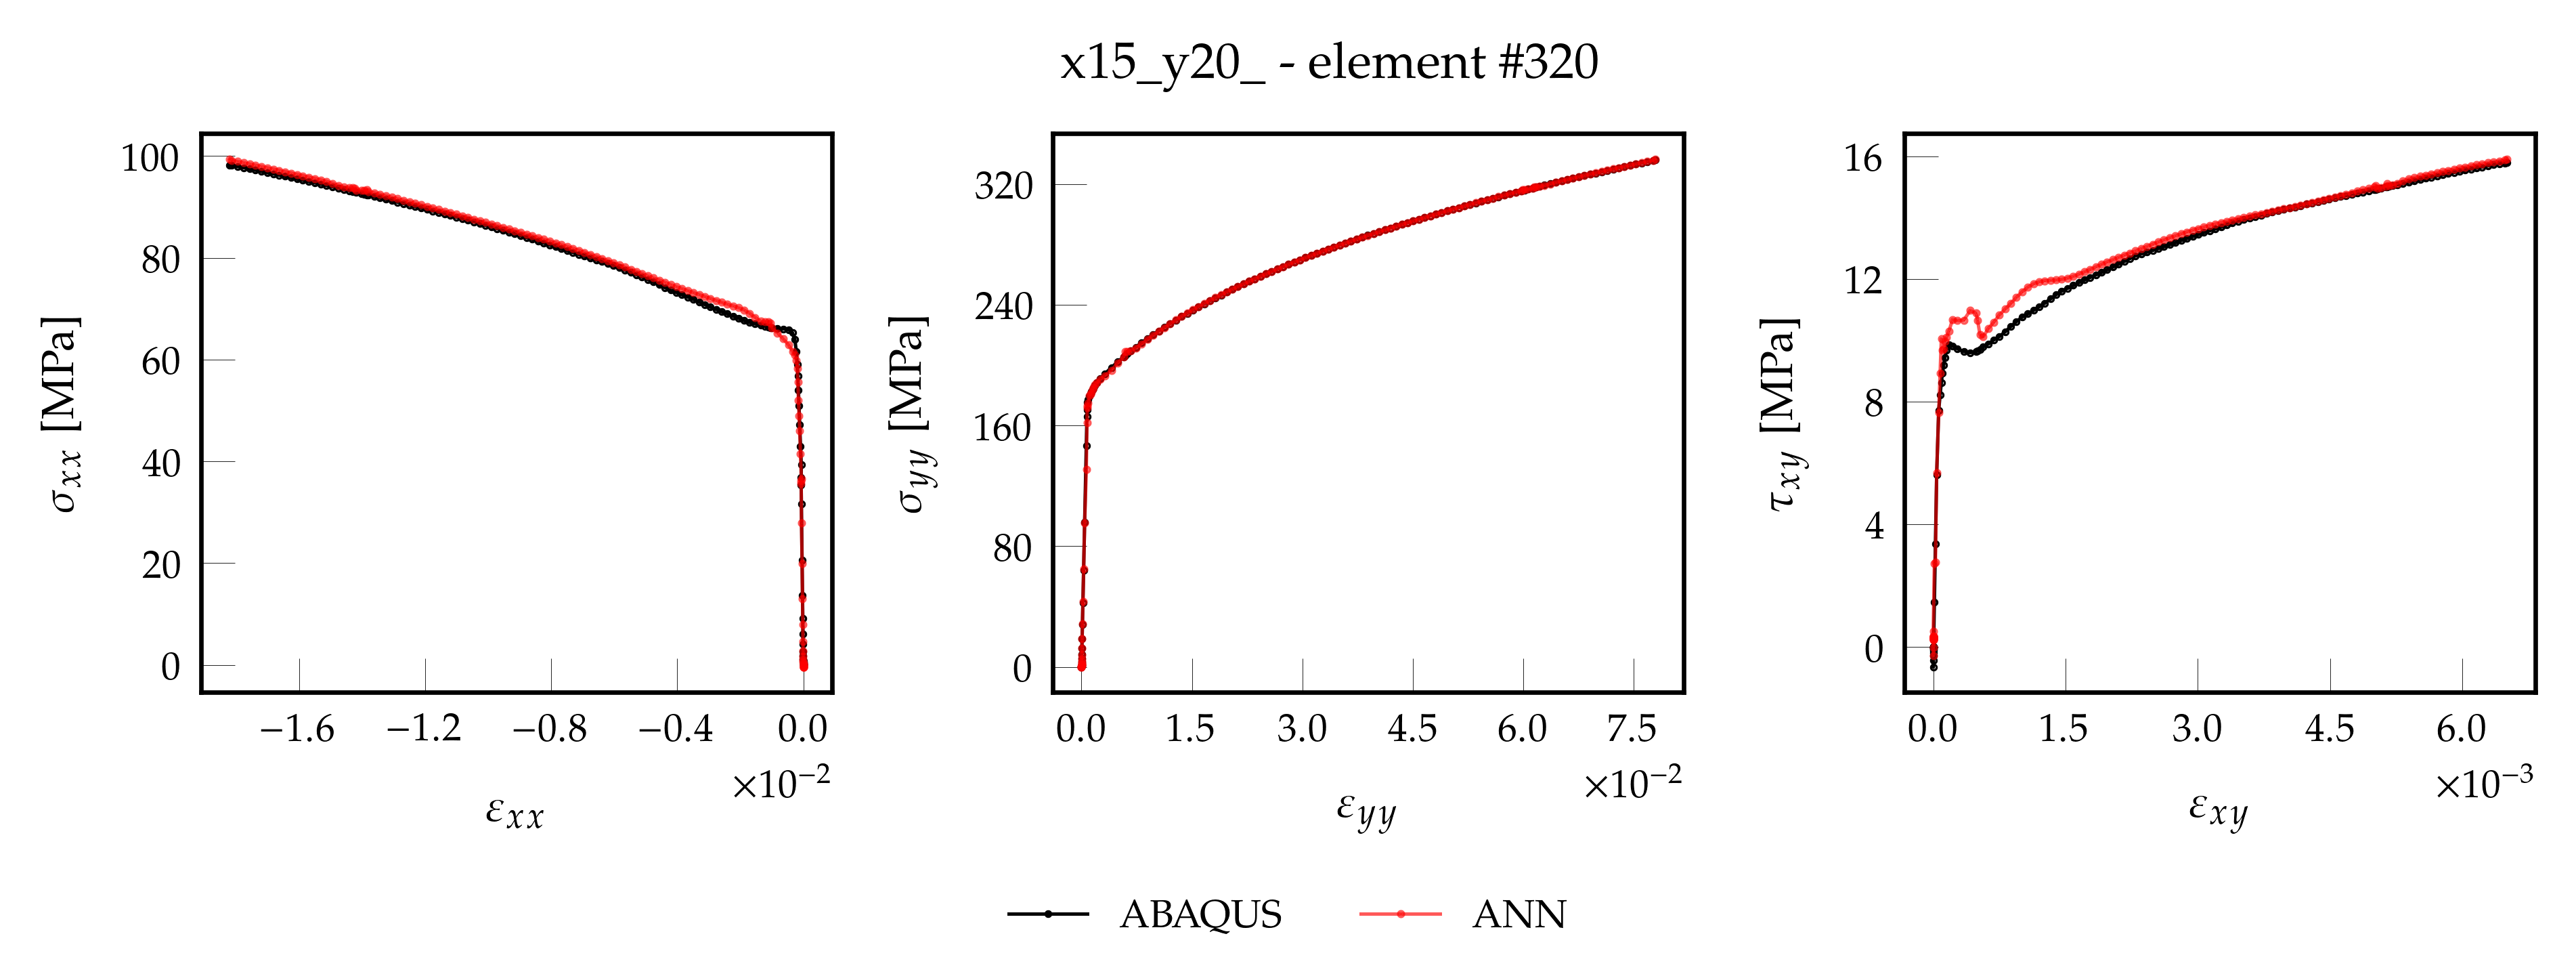 x15_y20_ - element #320
σxx [MPa]
100
80
60
40
20
0
−1.6 −1.2 −0.8 −0.4 0.0
×10−2
εxx
σyy [MPa]
320
240
160
80
0
0.0 1.5 3.0 4.5 6.0 7.5
×10−2
εyy
τxy [MPa]
16
12
8
4
0
0.0 1.5 3.0 4.5 6.0
×10−3
εxy
ABAQUS ANN